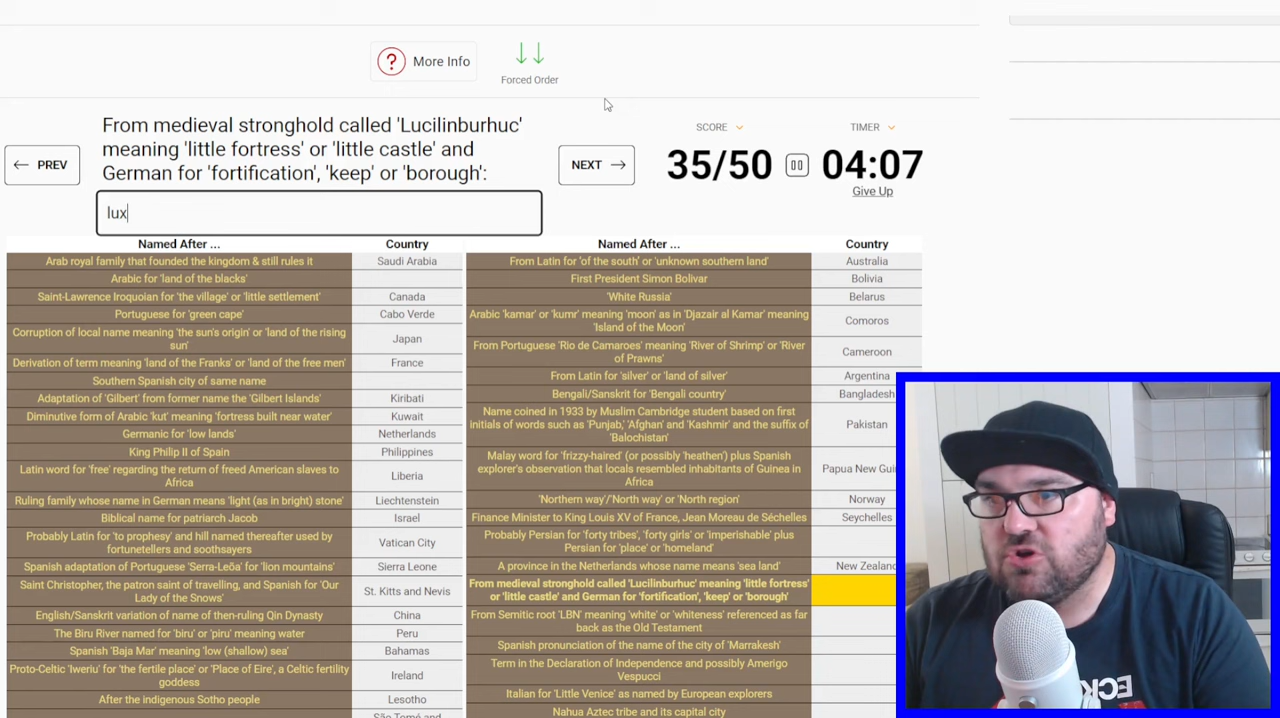 More Info
Forced Order
From medieval stronghold called 'Lucilinburhuc'
meaning 'little fortress' or 'little castle' and
German for 'fortification', 'keep' or 'borough':
PREV
NEXT
SCORE
TIMER
35/50
04:07
Give Up
lux
Named After ...
Country
Arab royal family that founded the kingdom & still rules it
Saudi Arabia
Arabic for 'land of the blacks'
Saint-Lawrence Iroquoian for 'the village' or 'little settlement'
Canada
Portuguese for 'green cape'
Cabo Verde
Corruption of local name meaning 'the sun's origin' or 'land of the rising
sun'
Japan
Derivation of term meaning 'land of the Franks' or 'land of the free men'
France
Southern Spanish city of same name
Adaptation of 'Gilbert' from former name the 'Gilbert Islands'
Kiribati
Diminutive form of Arabic 'kut' meaning 'fortress built near water'
Kuwait
Germanic for 'low lands'
Netherlands
King Philip II of Spain
Philippines
Latin word for 'free' regarding the return of freed American slaves to
Africa
Liberia
Ruling family whose name in German means 'light (as in bright) stone'
Liechtenstein
Biblical name for patriarch Jacob
Israel
Probably Latin for 'to prophesy' and hill named thereafter used by
fortunetellers and soothsayers
Vatican City
Spanish adaptation of Portuguese 'Serra-Leõa' for 'lion mountains'
Sierra Leone
Saint Christopher, the patron saint of travelling, and Spanish for 'Our
Lady of the Snows'
St. Kitts and Nevis
English/Sanskrit variation of name of then-ruling Qin Dynasty
China
The Biru River named for 'biru' or 'piru' meaning water
Peru
Spanish 'Baja Mar' meaning 'low (shallow) sea'
Bahamas
Proto-Celtic 'Iweriu' for 'the fertile place' or 'Place of Eire', a Celtic fertility
goddess
Ireland
After the indigenous Sotho people
Lesotho
São Tomé and
Named After ...
Country
From Latin for 'of the south' or 'unknown southern land'
Australia
First President Simon Bolivar
Bolivia
'White Russia'
Belarus
Arabic 'kamar' or 'kumr' meaning 'moon' as in 'Djazair al Kamar' meaning
'Island of the Moon'
Comoros
From Portuguese 'Rio de Camaroes' meaning 'River of Shrimp' or 'River
of Prawns'
Cameroon
From Latin for 'silver' or 'land of silver'
Argentina
Bengali/Sanskrit for 'Bengali country'
Bangladesh
Name coined in 1933 by Muslim Cambridge student based on first
initials of words such as 'Punjab,' 'Afghan' and 'Kashmir' and the suffix of
'Balochistan'
Pakistan
Malay word for 'frizzy-haired' (or possibly 'heathen') plus Spanish
explorer's observation that locals resembled inhabitants of Guinea in
Africa
Papua New Gui
'Northern way'/'North way' or 'North region'
Norway
Finance Minister to King Louis XV of France, Jean Moreau de Séchelles
Seychelles
Probably Persian for 'forty tribes', 'forty girls' or 'imperishable' plus
Persian for 'place' or 'homeland'
A province in the Netherlands whose name means 'sea land'
New Zealand
From medieval stronghold called 'Lucilinburhuc' meaning 'little fortress'
or 'little castle' and German for 'fortification', 'keep' or 'borough'
From Semitic root 'LBN' meaning 'white' or 'whiteness' referenced as far
back as the Old Testament
Spanish pronunciation of the name of the city of 'Marrakesh'
Term in the Declaration of Independence and possibly Amerigo
Vespucci
Italian for 'Little Venice' as named by European explorers
Nahua Aztec tribe and its capital city